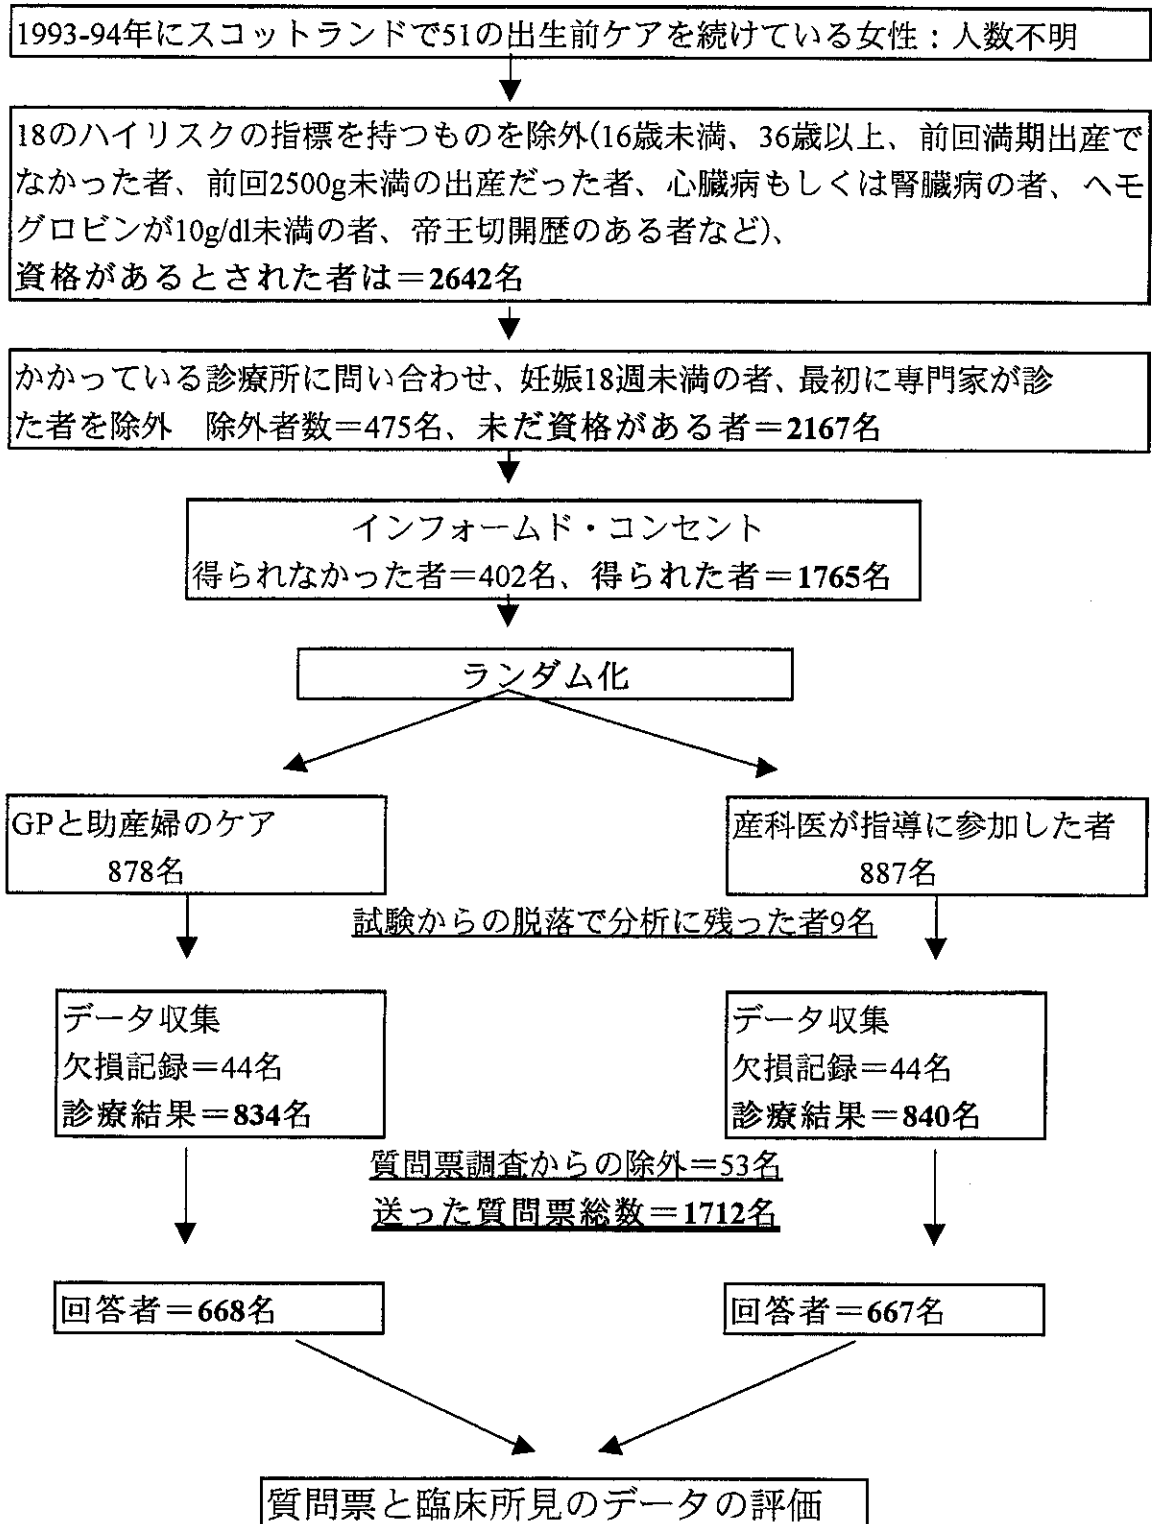 1993-94年にスコットランドで51の出生前ケアを続けている女性：人数不明
18のハイリスクの指標を持つものを除外(16歳未満、36歳以上、前回満期出産で
なかった者、前回2500g未満の出産だった者、心臓病もしくは腎臓病の者、ヘモ
グロビンが10g/dl未満の者、帝王切開歴のある者など)、
資格があるとされた者は＝2642名
かかっている診療所に問い合わせ、妊娠18週未満の者、最初に専門家が診
た者を除外　除外者数＝475名、未だ資格がある者＝2167名
インフォームド・コンセント
得られなかった者＝402名、得られた者＝1765名
ランダム化
GPと助産婦のケア
878名
産科医が指導に参加した者
887名
試験からの脱落で分析に残った者9名
データ収集
欠損記録＝44名
診療結果＝834名
データ収集
欠損記録＝44名
診療結果＝840名
質問票調査からの除外＝53名
送った質問票総数＝1712名
回答者＝668名
回答者＝667名
質問票と臨床所見のデータの評価